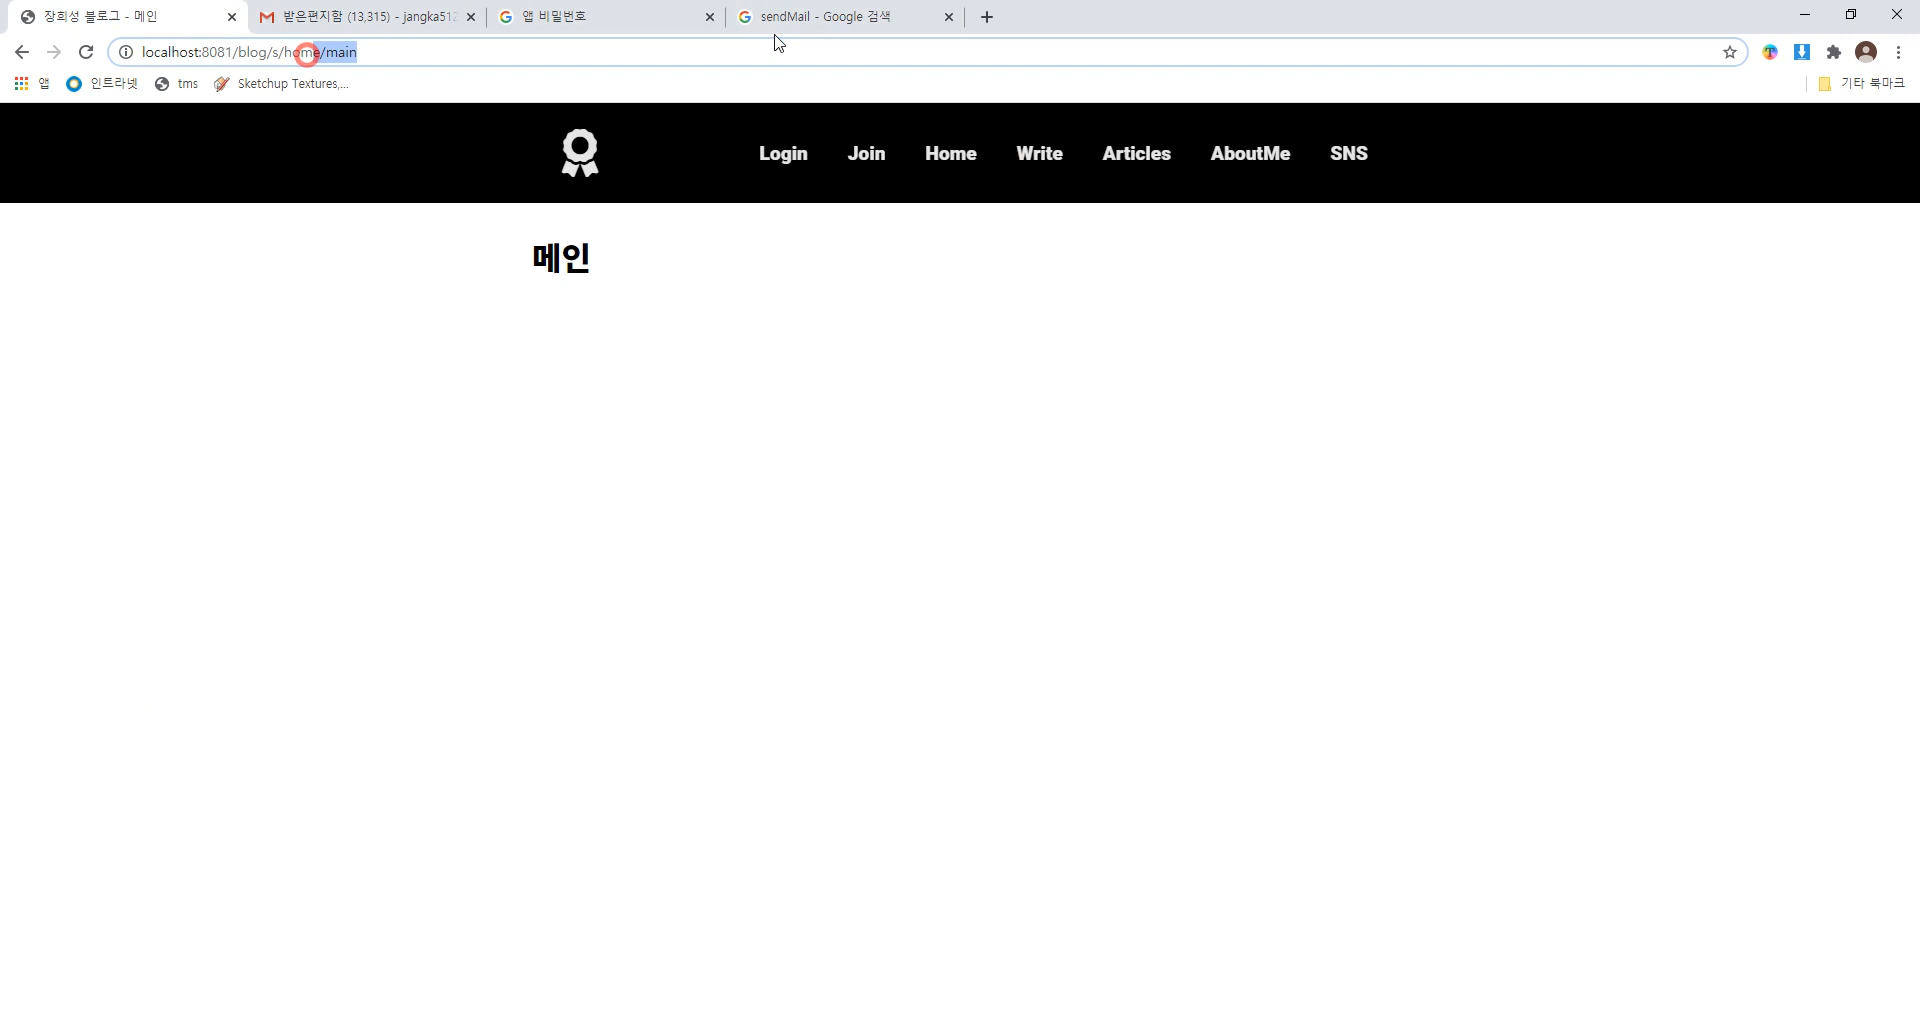 장희성 블로그 - 메인
받은편지함 (13,315) - jangka512
앱 비밀번호
sendMail - Google 검색
localhost:8081/blog/s/home/main
앱 인트라넷 tms Sketchup Textures,... 기타 북마크
Login Join Home Write Articles AboutMe SNS
메인